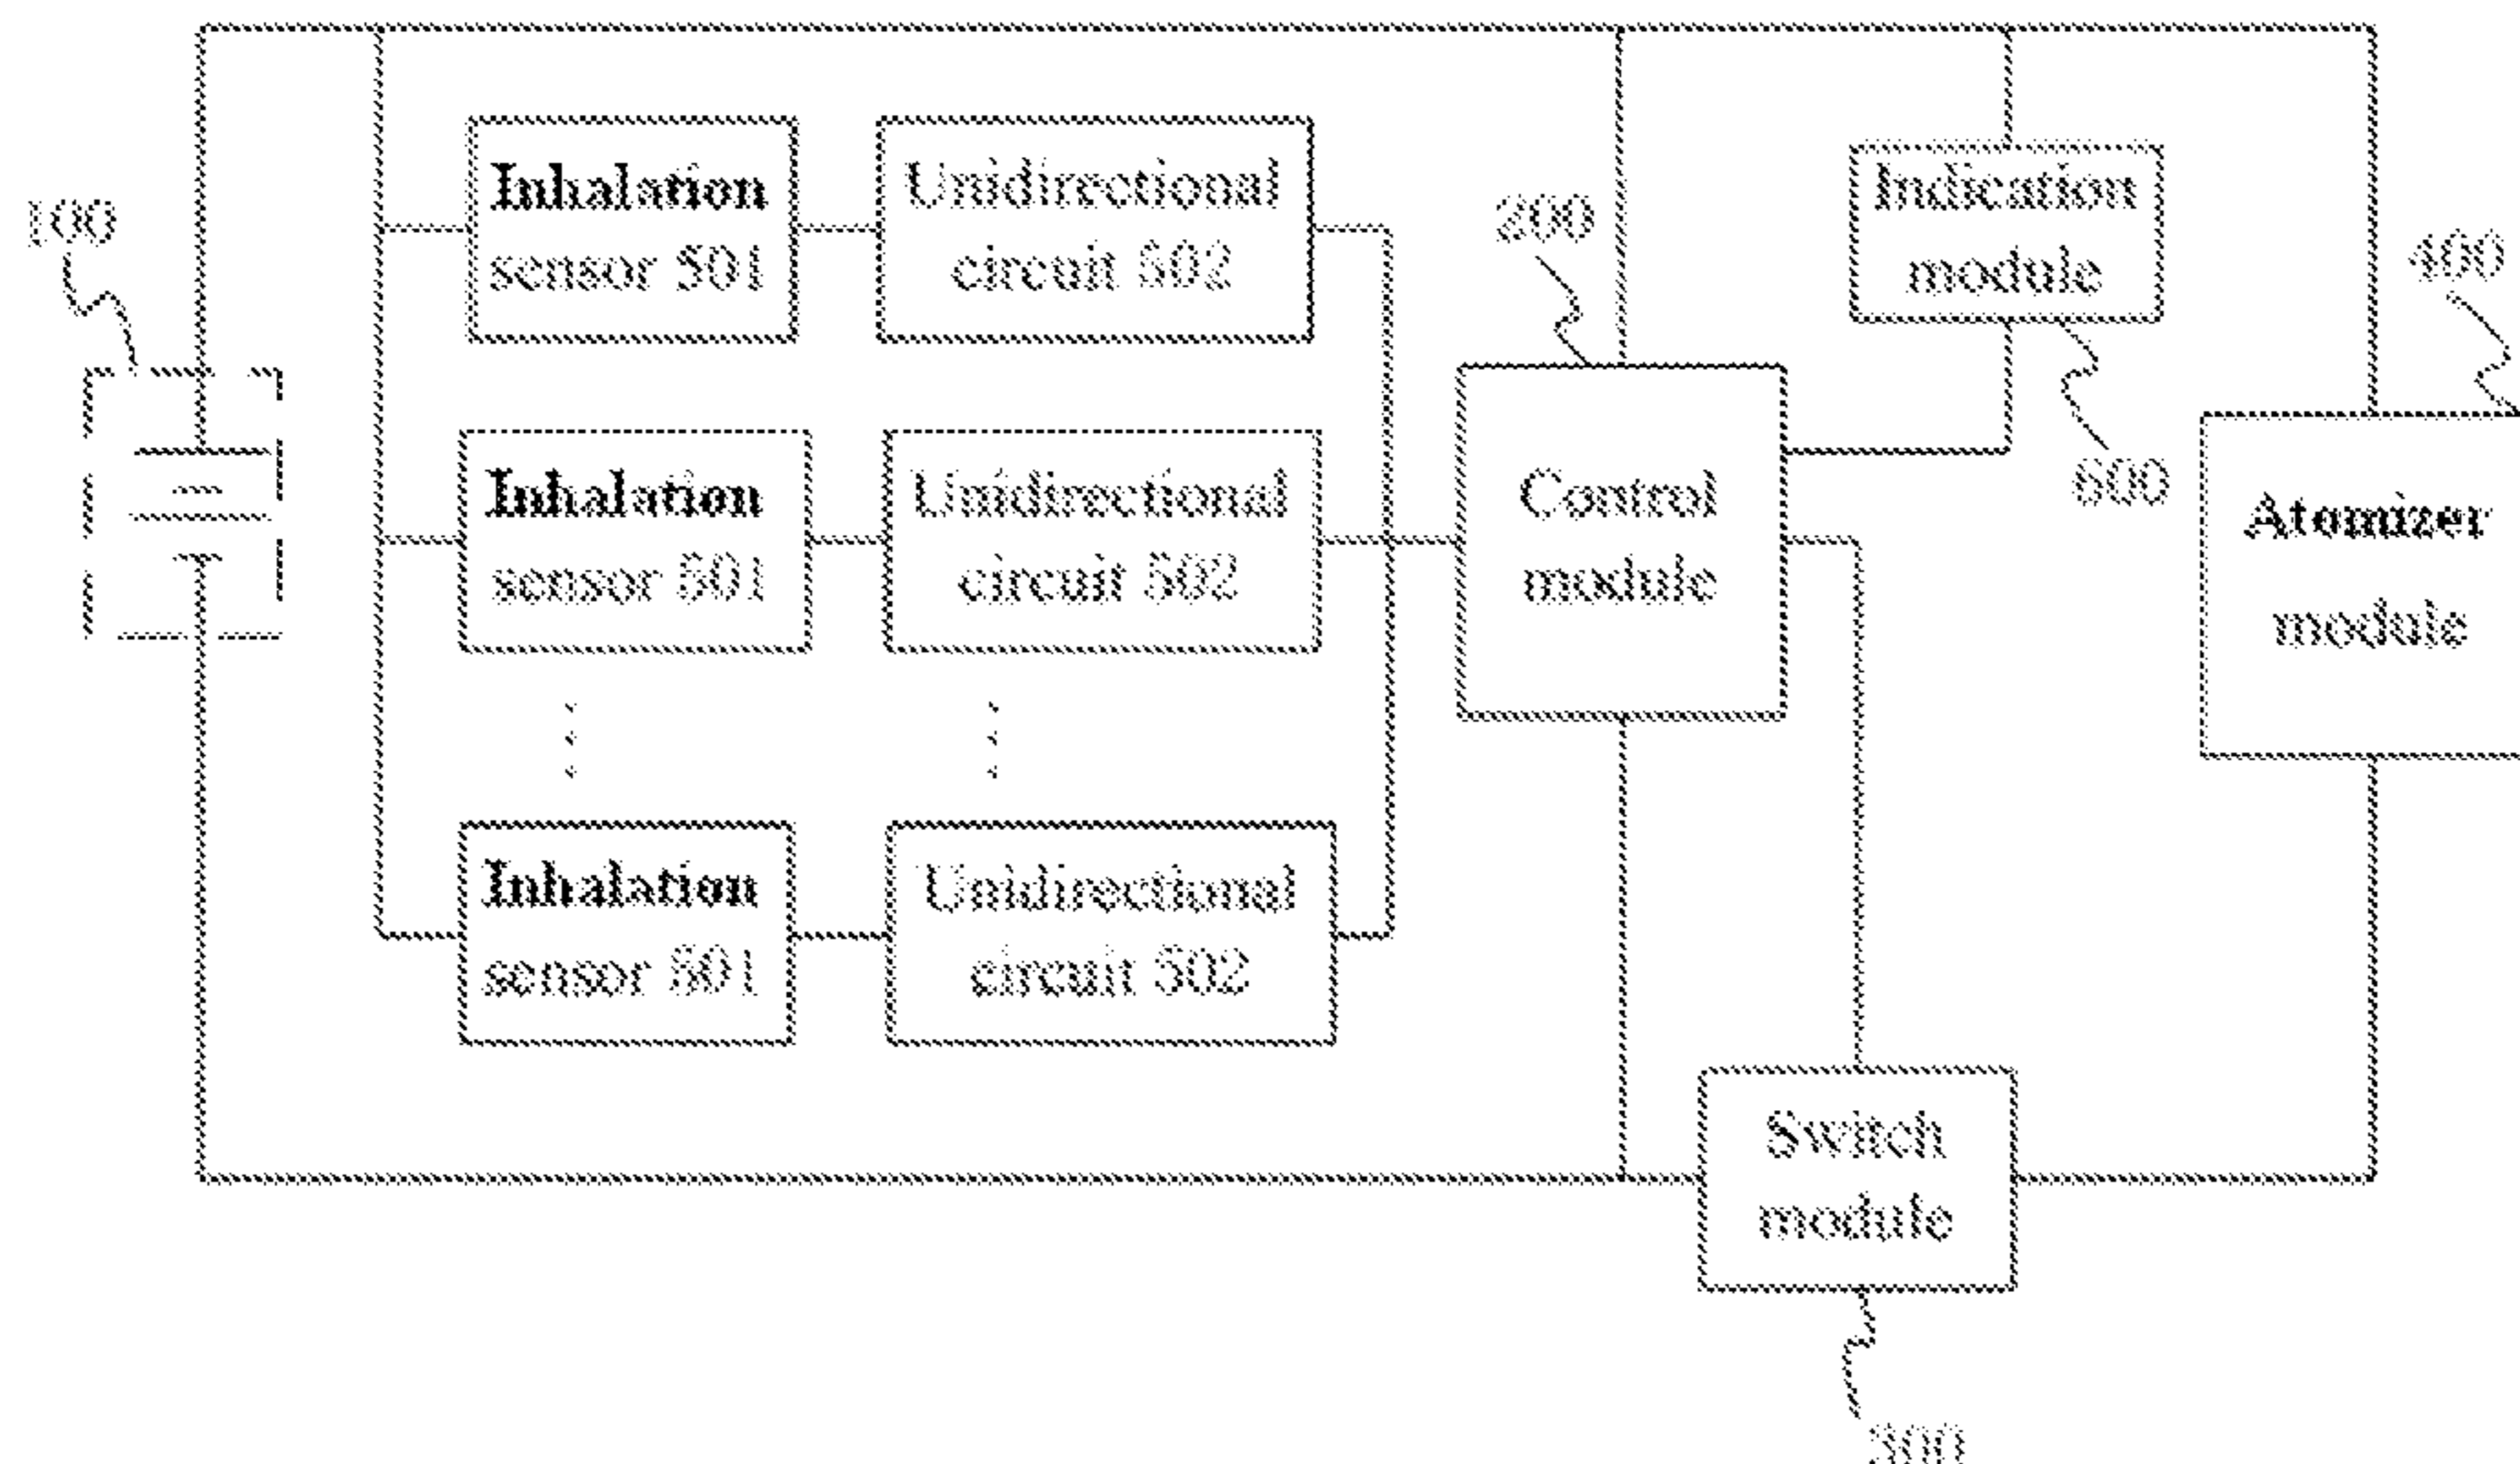 100
Inhalation
sensor 501
Unidirectional
circuit 502
200
Indication
module
400
Inhalation
sensor 501
Unidirectional
circuit 502
Control
module
Atomizer
module
Inhalation
sensor 501
Unidirectional
circuit 502
Switch
module
300